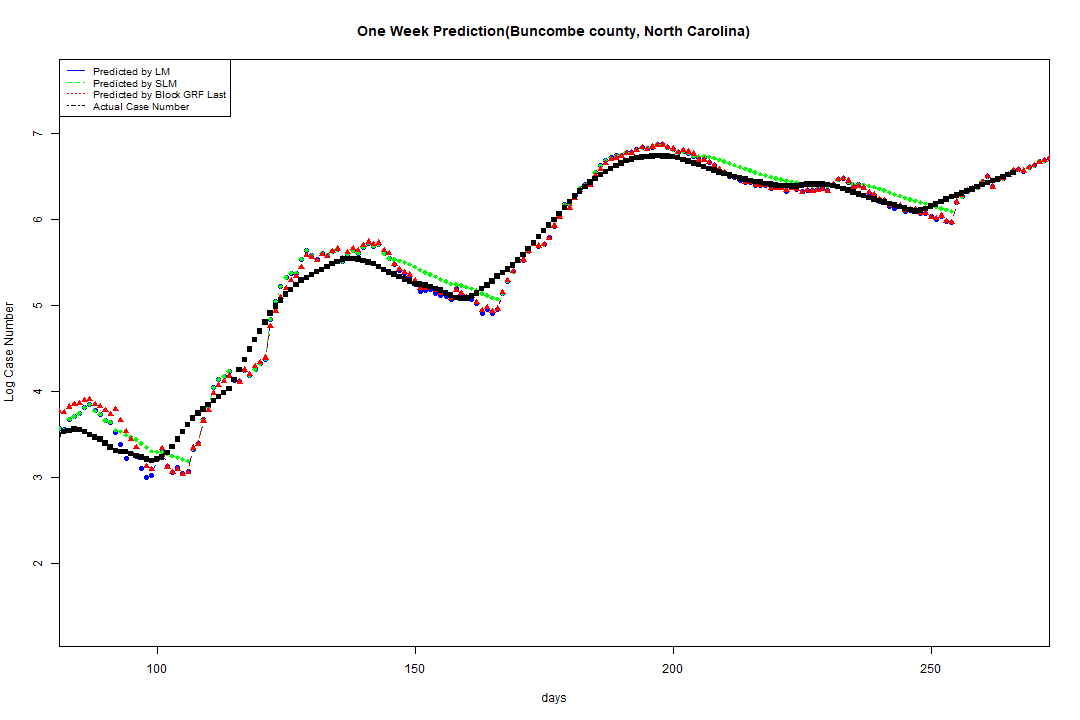 One Week Prediction(Buncombe county, North Carolina)
Predicted by LM
Predicted by SLM
Predicted by Block GRF Last
Actual Case Number
Log Case Number
7
6
5
4
3
2
100 150 200 250
days